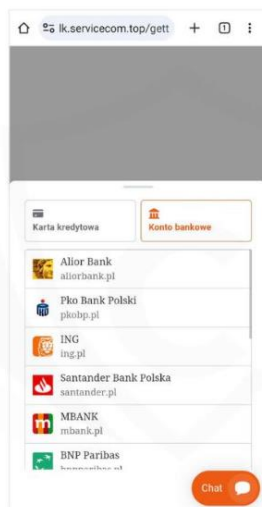 lk.servicecom.top/gett
1
Karta kredytowa
Konto bankowe
Alior Bank
aliorbank.pl
Pko Bank Polski
pkobp.pl
ING
ing.pl
Santander Bank Polska
santander.pl
MBANK
mbank.pl
BNP Paribas
Chat